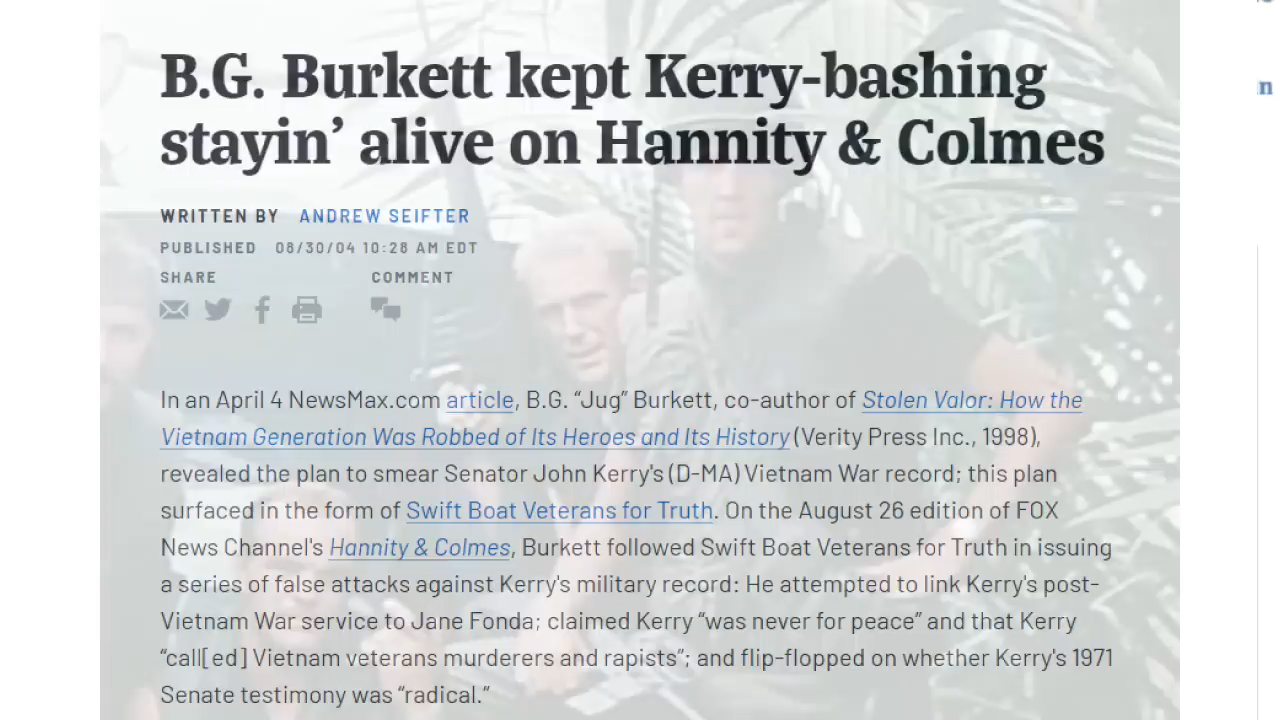 B.G. Burkett kept Kerry-bashing
stayin’ alive on Hannity & Colmes
WRITTEN BY ANDREW SEIFTER
PUBLISHED 08/30/04 10:28 AM EDT
SHARE COMMENT
In an April 4 NewsMax.com article, B.G. “Jug” Burkett, co-author of Stolen Valor: How the
Vietnam Generation Was Robbed of Its Heroes and Its History (Verity Press Inc., 1998),
revealed the plan to smear Senator John Kerry's (D-MA) Vietnam War record; this plan
surfaced in the form of Swift Boat Veterans for Truth. On the August 26 edition of FOX
News Channel's Hannity & Colmes, Burkett followed Swift Boat Veterans for Truth in issuing
a series of false attacks against Kerry's military record: He attempted to link Kerry's post-
Vietnam War service to Jane Fonda; claimed Kerry “was never for peace” and that Kerry
“call[ed] Vietnam veterans murderers and rapists”; and flip-flopped on whether Kerry's 1971
Senate testimony was “radical.”